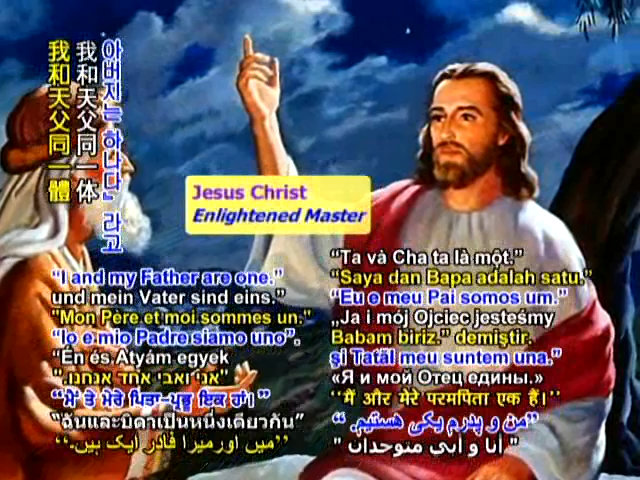 我和天父同一體
我和天父同一体
아버지는 하나다』 라고
Jesus Christ
Enlightened Master
“I and my Father are one.”
und mein Vater sind eins.”
"Mon Père et moi sommes un."
“Io e mio Padre siamo uno”.
“Én és Atyám egyek
"אני ואבי אחד אנחנו."
“ਮੈਂ ਤੇ ਮੇਰੇ ਪਿਤਾ-ਪ੍ਰਭੂ ਇਕ ਹਾਂ।”
“ฉันและบิดาเป็นหนึ่งเดียวกัน”
“میں اور میرا فادر ایک ہیں۔”
“Ta và Cha ta là một.”
“Saya dan Bapa adalah satu.”
“Eu e meu Pai somos um.”
„Ja i mój Ojciec jesteśmy
Babam biriz.” demiştir.
şi Tatăl meu suntem una.”
«Я и мой Отец едины.»
“मैं और मेरे परमपिता एक हैं।”
“من و پدرم یکی هستیم.”
" انا و ابي متوحدان "